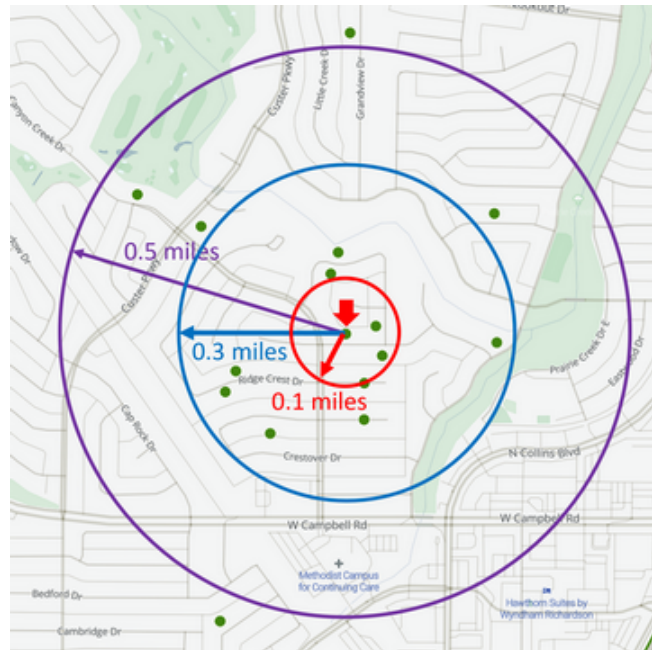 Lookout Dr
Little Creek D
Grandview Dr
Custer Pkwy
Canyon Creek Dr
0.5 miles
Custer Pkwy
0.3 miles
Ridge Crest Dr
0.1 miles
Prairie Creek Dr E
Eastwood Dr
Cap Rock Dr
Crestover Dr
N Collins Blvd
W Campbell Rd
W Campbell Rd
Methodist Campus
for Continuing Care
Bedford Dr
Hawthorn Suites by
Wyndham Richardson
Cambridge Dr